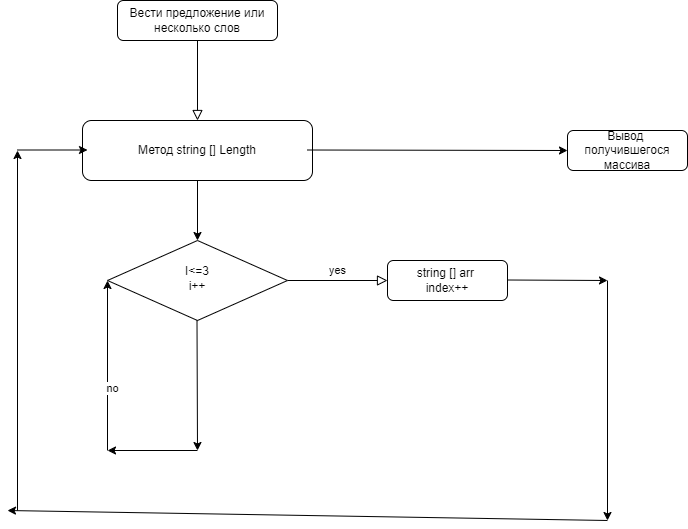 Вести предложение или
несколько слов
Метод string [] Length
Вывод
получившегося
массива
I<=3
i++
yes
string [] arr
index++
no